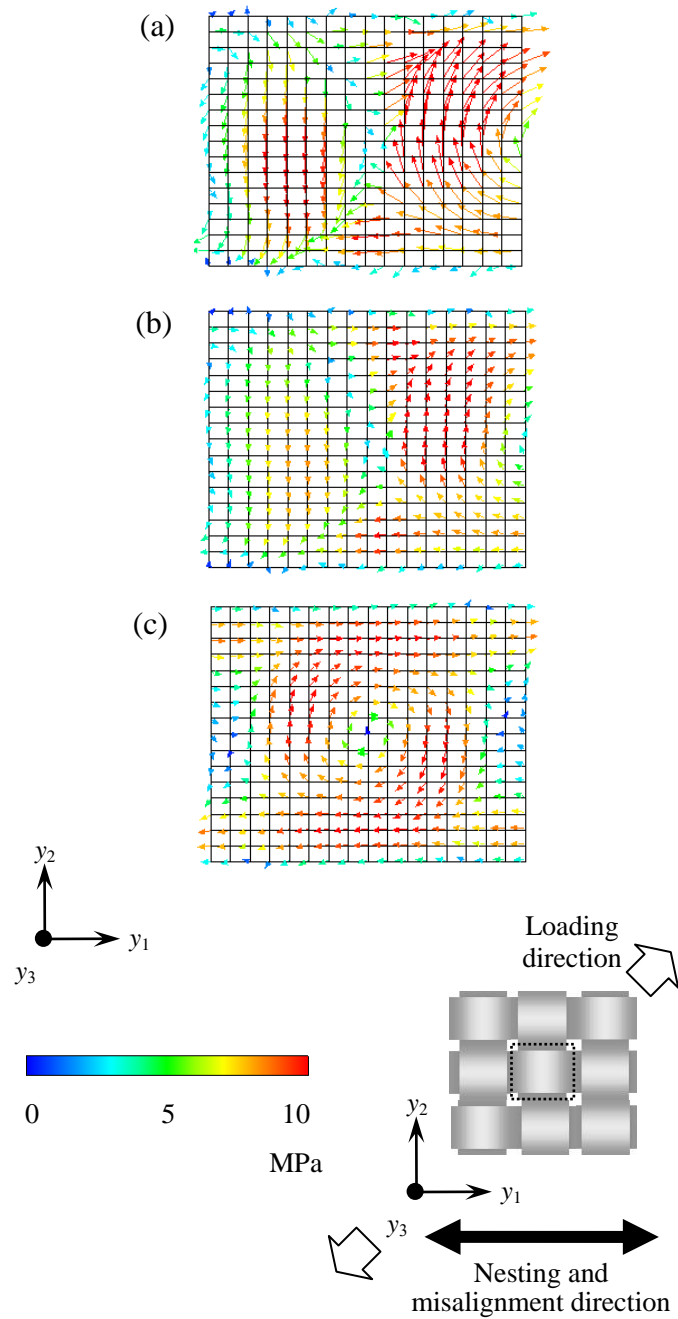 (a)
(b)
(c)
y2
y1
y3
Loading
direction
0 5 10
MPa
y2
y1
y3
Nesting and
misalignment direction